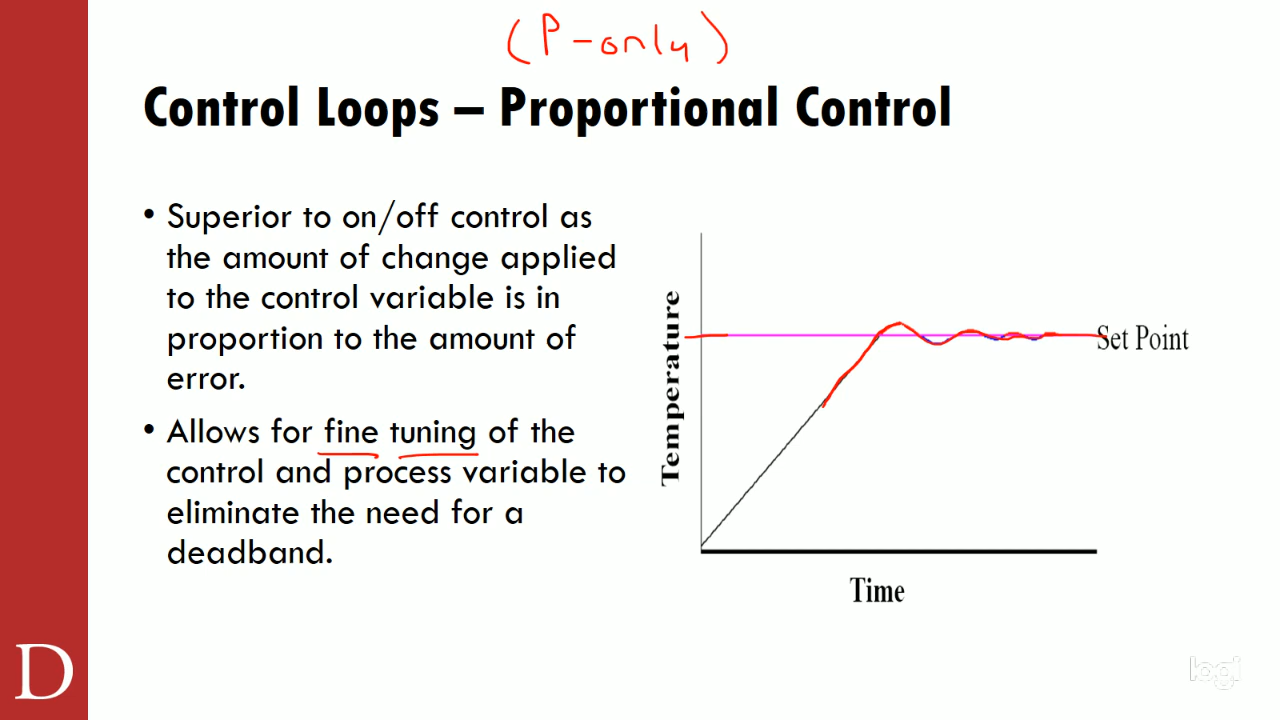 (P-only)
Control Loops – Proportional Control
• Superior to on/off control as
the amount of change applied
to the control variable is in
proportion to the amount of
error.
• Allows for fine tuning of the
control and process variable to
eliminate the need for a
deadband.
Temperature
Set Point
Time
D
logi